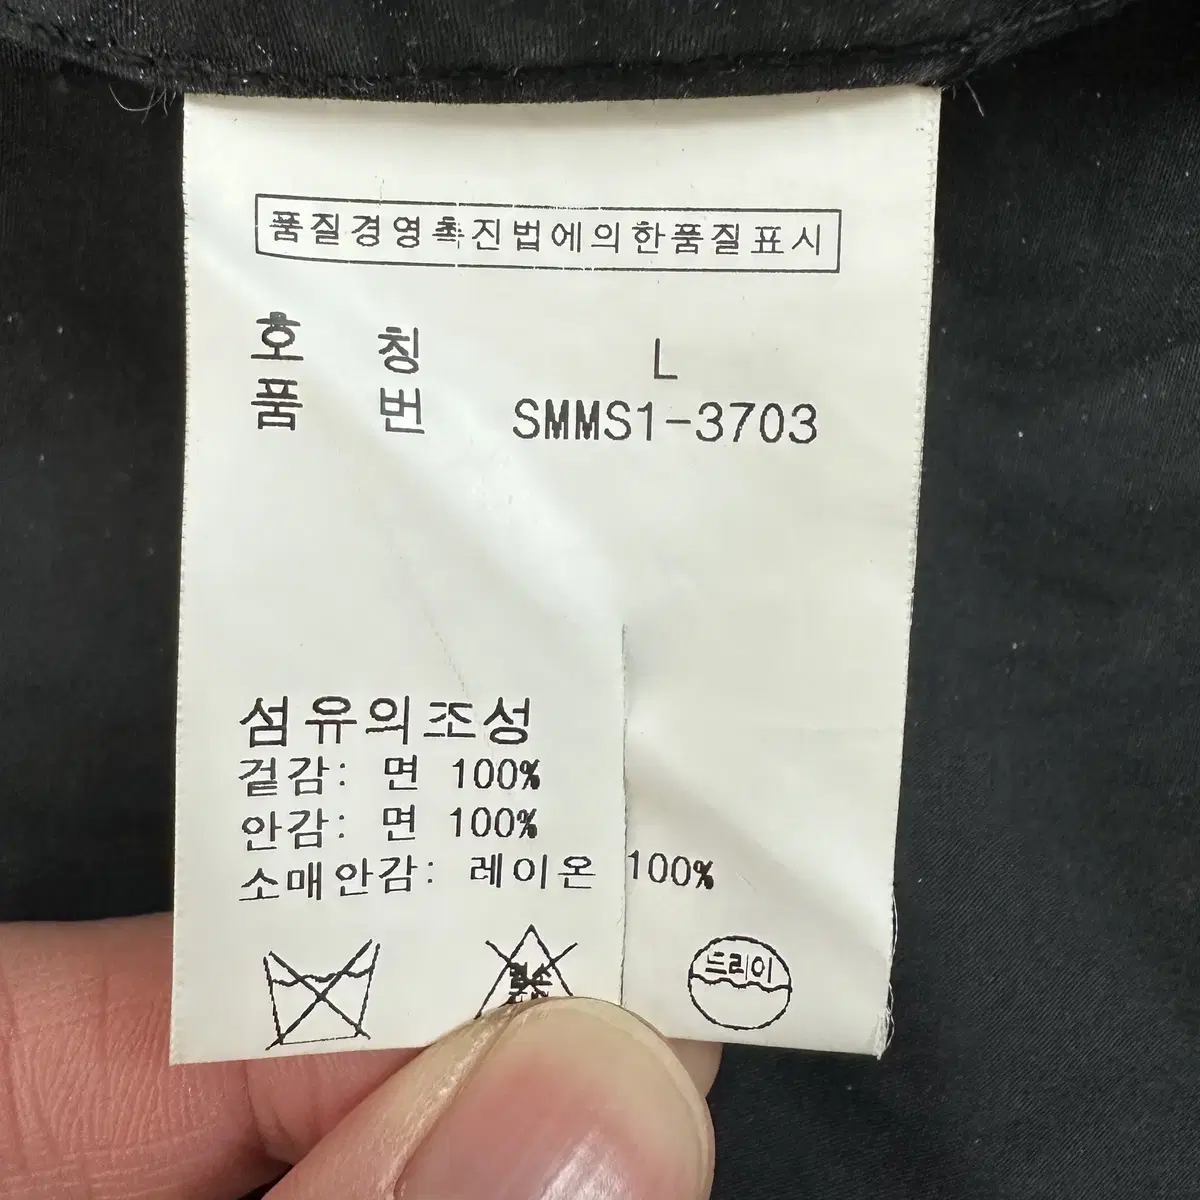 품질경영촉진법에의한품질표시
호 칭 L
품 번 SMMS1-3703
섬유의조성
겉감: 면 100%
안감: 면 100%
소매안감: 레이온 100%
드라이